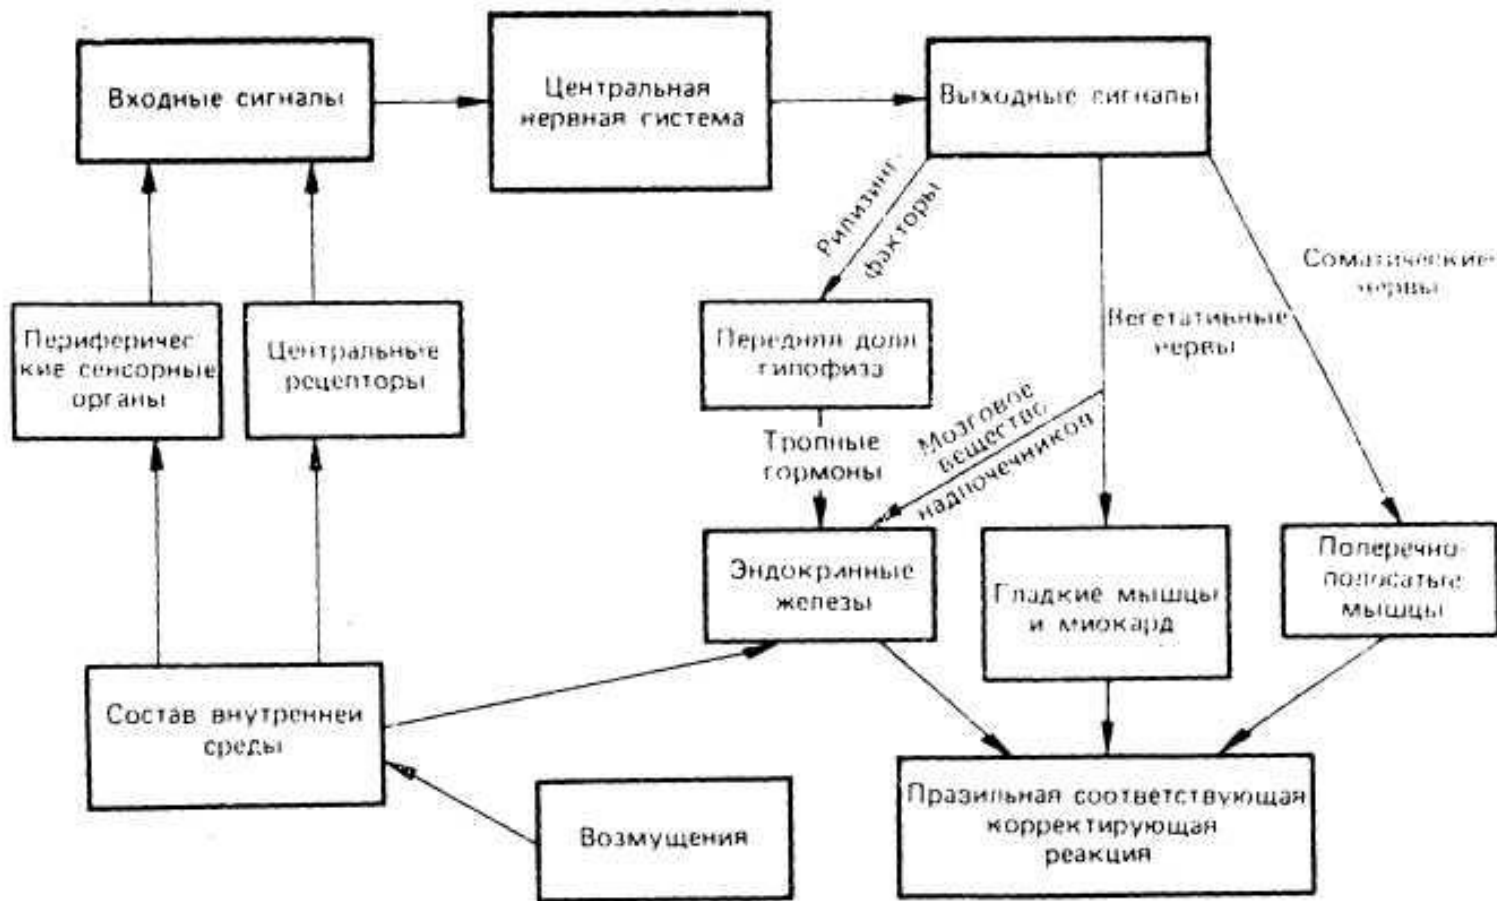 Входные сигналы
Центральная
нервная система
Выходные сигналы
Рилизинг-
факторы
Соматические
нервы
Вегетативные
нервы
Периферичес-
кие сенсорные
органы
Центральные
рецепторы
Передняя доля
гипофиза
Тропные
гормоны
Мозговое
вещество
надпочечников
Эндокринные
железы
Гладкие мышцы
и миокард
Поперечно-
полосатые
мышцы
Состав внутренней
среды
Возмущения
Празильная соответствующая
корректирующая
реакция